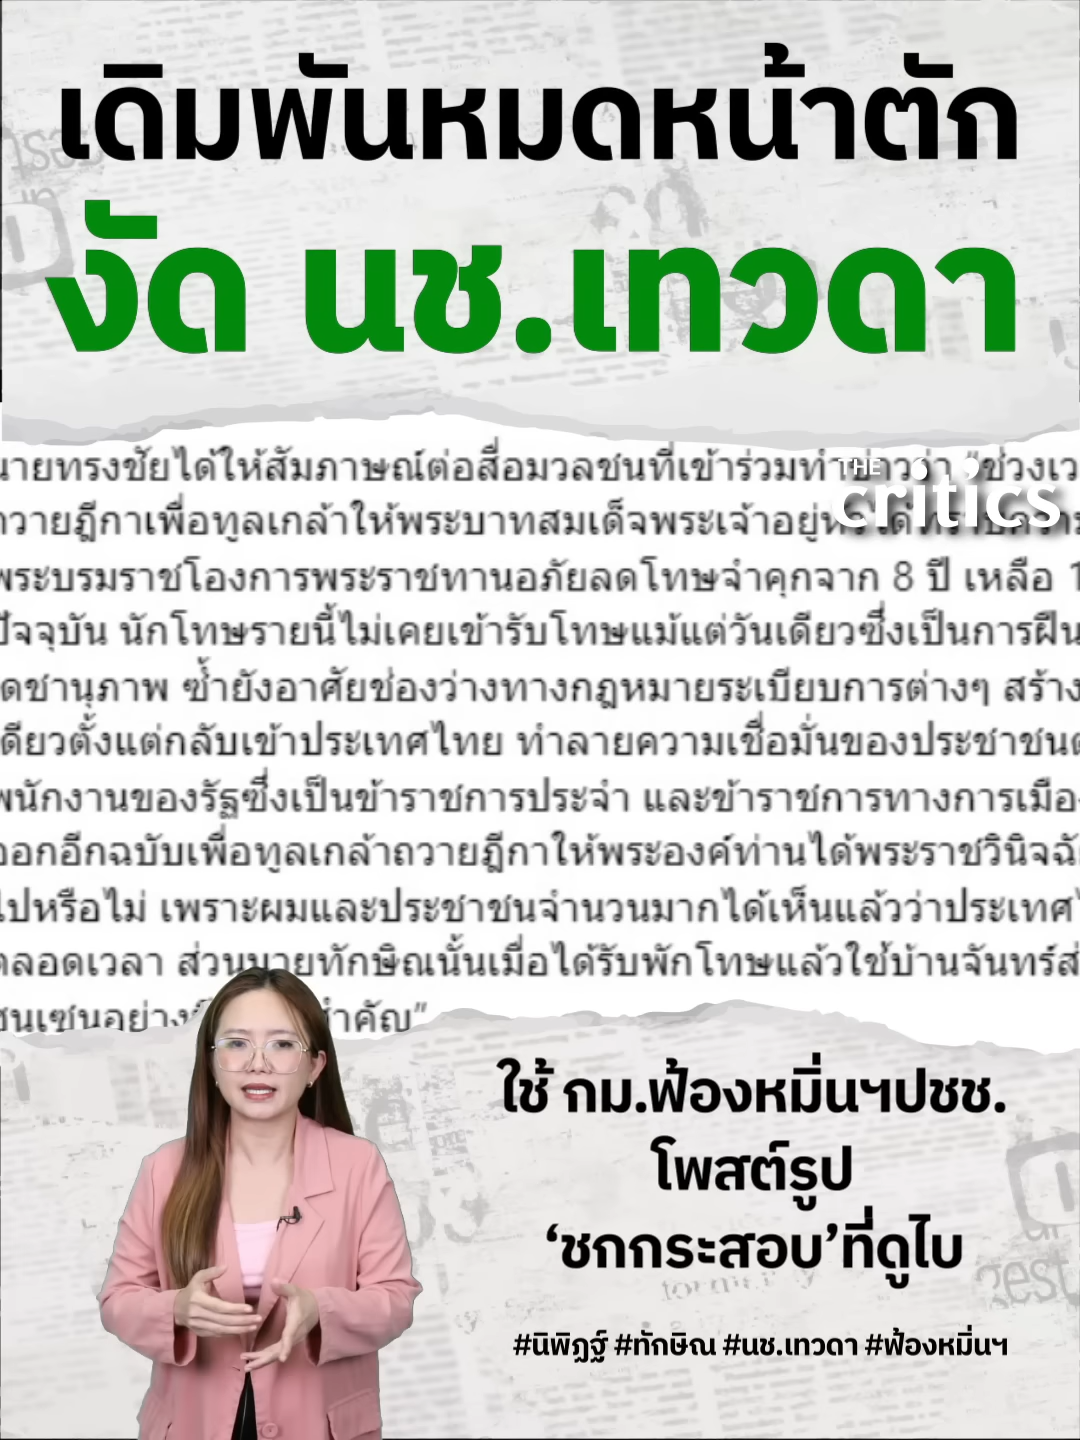 เดิมพันหมดหน้าตัก
งัด นช.เทวดา
นายทรงชัยได้ให้สัมภาษณ์ต่อสื่อมวลชนที่เข้าร่วมทำข่าวว่า "ช่วงเว
THE
critics
ถวายฎีกาเพื่อทูลเกล้าให้พระบาทสมเด็จพระเจ้าอยู่
พระบรมราชโองการพระราชทานอภัยลดโทษจำคุกจาก 8 ปี เหลือ 1
ปัจจุบัน นักโทษรายนี้ไม่เคยเข้ารับโทษแม้แต่วันเดียวซึ่งเป็นการฝืน
เดชานุภาพ ซ้ำยังอาศัยช่องว่างทางกฎหมายระเบียบการต่างๆ สร้าง
เดียวตั้งแต่กลับเข้าประเทศไทย ทำลายความเชื่อมั่นของประชาชนต
พนักงานของรัฐซึ่งเป็นข้าราชการประจำ และข้าราชการทางการเมือ
ออกอีกฉบับเพื่อทูลเกล้าถวายฎีกาให้พระองค์ท่านได้พระราชวินิจฉั
ไปหรือไม่ เพราะผมและประชาชนจำนวนมากได้เห็นแล้วว่าประเทศไ
ตลอดเวลา ส่วนนายทักษิณนั้นเมื่อได้รับพักโทษแล้วใช้บ้านจันทร์ส่
ชนเซนอย่าง สำคัญ"
ใช้ กม.ฟ้องหมิ่นฯปชช.
โพสต์รูป
‘ชกกระสอบ’ที่ดูไบ
#นิพิฏฐ์ #ทักษิณ #นช.เทวดา #ฟ้องหมิ่นฯ